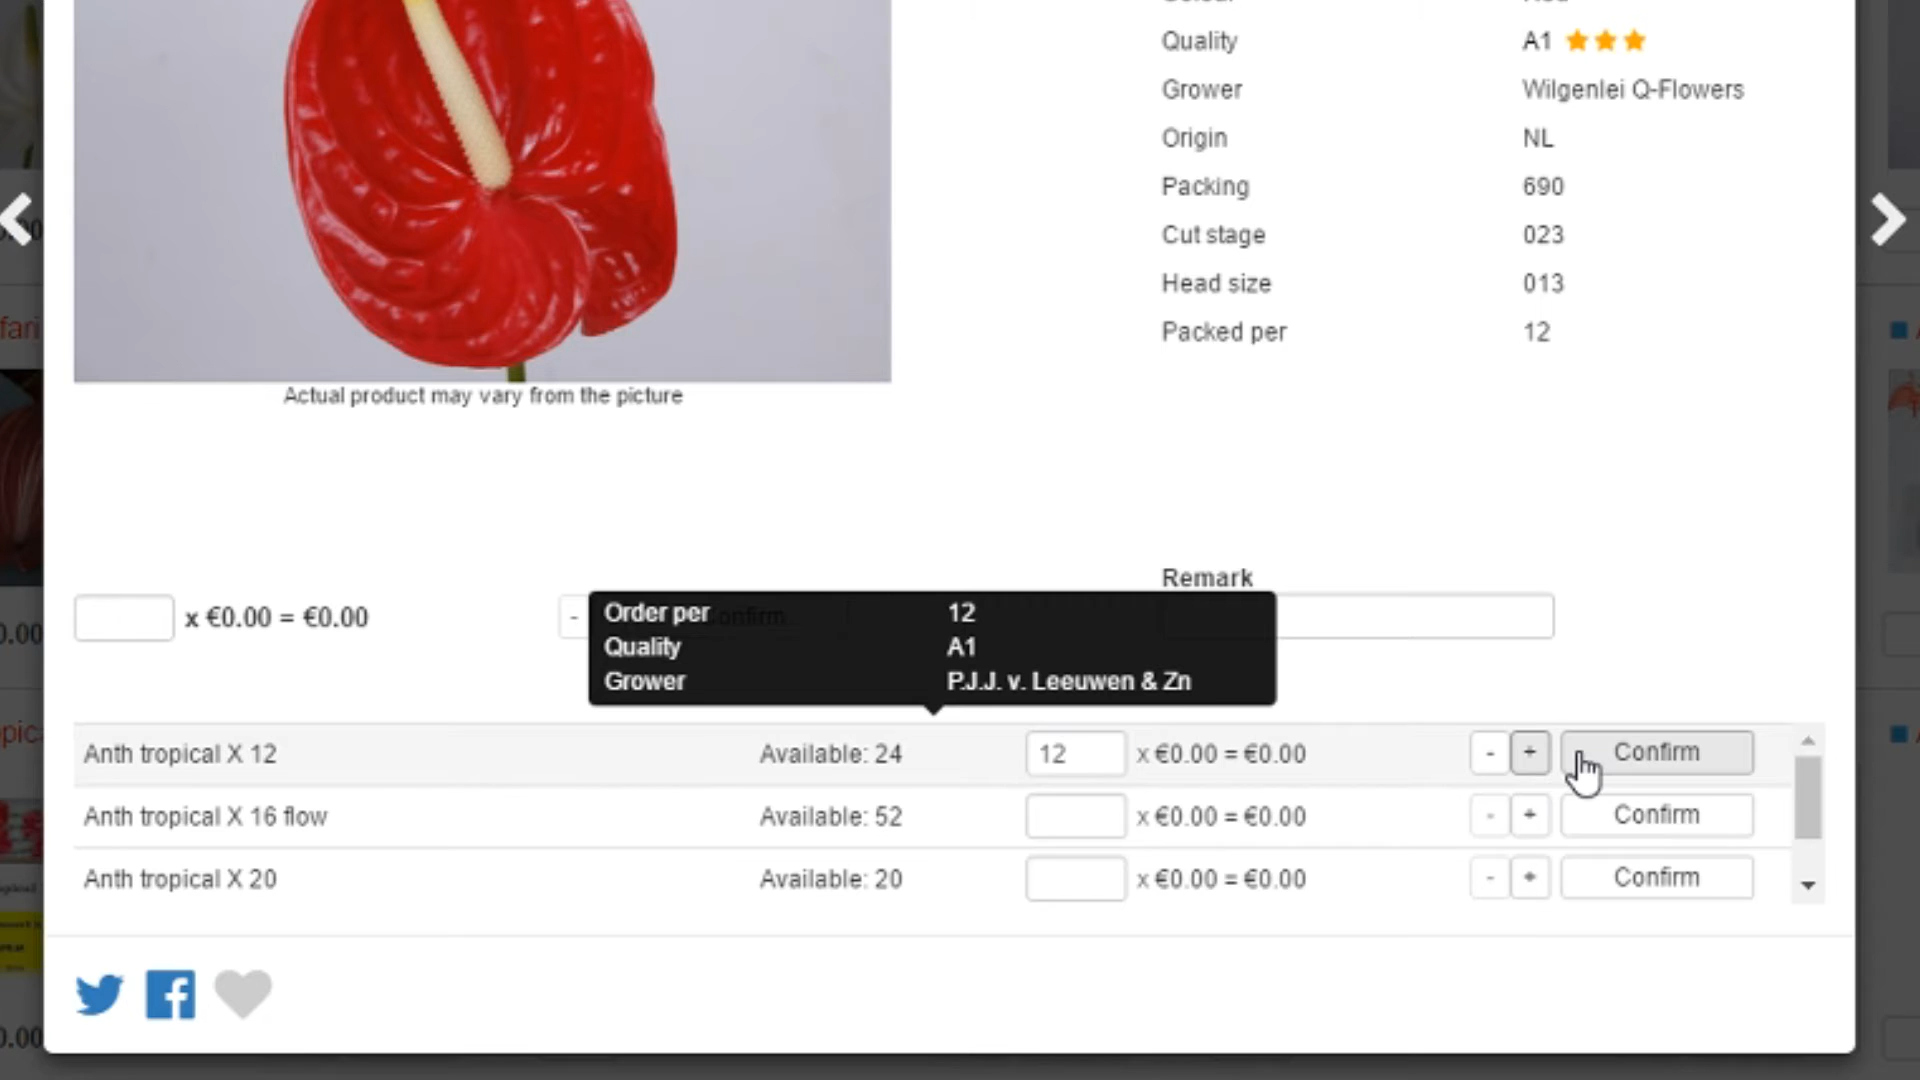 Quality A1
Grower Wilgenlei Q-Flowers
Origin NL
Packing 690
Cut stage 023
Head size 013
Packed per 12
Actual product may vary from the picture
Remark
x €0.00 = €0.00 -
Order per 12
Quality A1
Grower P.J.J. v. Leeuwen & Zn
Anth tropical X 12 Available: 24 12 x €0.00 = €0.00 - + Confirm
Anth tropical X 16 flow Available: 52 x €0.00 = €0.00 - + Confirm
Anth tropical X 20 Available: 20 x €0.00 = €0.00 - + Confirm